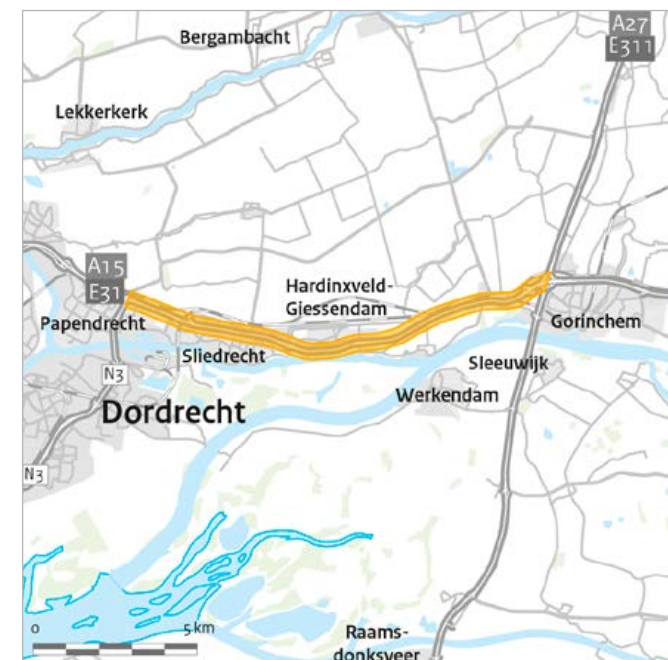 A27
E311
Bergambacht
Lekkerkerk
A15
E31
Hardinxveld-
Giessendam
Papendrecht
Gorinchem
Sliedrecht
Sleeuwijk
N3
Werkendam
Dordrecht
N3
0 5 km
Raams-
donksveer